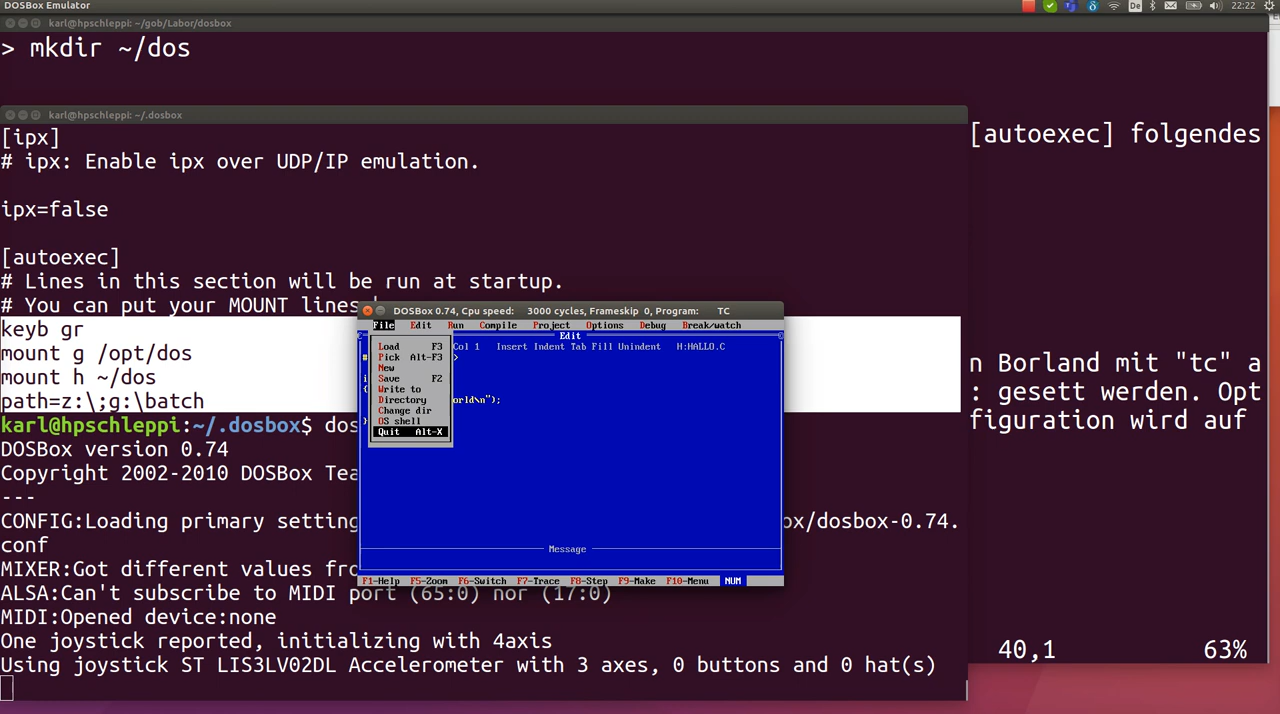 DOSBox Emulator
De
22:22
karl@hpschleppi: ~/gob/Labor/dosbox
> mkdir ~/dos
karl@hpschleppi: ~/.dosbox
[ipx]
# ipx: Enable ipx over UDP/IP emulation.
ipx=false
[autoexec]
# Lines in this section will be run at startup.
# You can put your MOUNT lines
keyb gr
mount g /opt/dos
mount h ~/dos
path=z:\;g:\batch
karl@hpschleppi:~/.dosbox$ dos
DOSBox version 0.74
Copyright 2002-2010 DOSBox Tea
---
CONFIG:Loading primary setting
ox/dosbox-0.74.
conf
MIXER:Got different values fro
ALSA:Can't subscribe to MIDI port (65:0) nor (17:0)
MIDI:Opened device:none
One joystick reported, initializing with 4axis
Using joystick ST LIS3LV02DL Accelerometer with 3 axes, 0 buttons and 0 hat(s)
[autoexec] folgendes
n Borland mit "tc" a
: gesett werden. Opt
figuration wird auf
40,1 63%
DOSBox 0.74, Cpu speed: 3000 cycles, Frameskip 0, Program: TC
File Edit Run Compile Project Options Debug Break/watch
Edit
Col 1 Insert Indent Tab Fill Unindent H:HALLO.C
Load F3
Pick Alt-F3
New
Save F2
Write to
Directory
Change dir
OS shell
Quit Alt-X
#
>
{
orld\n");
}
Message
F1-Help F5-Zoom F6-Switch F7-Trace F8-Step F9-Make F10-Menu NUM